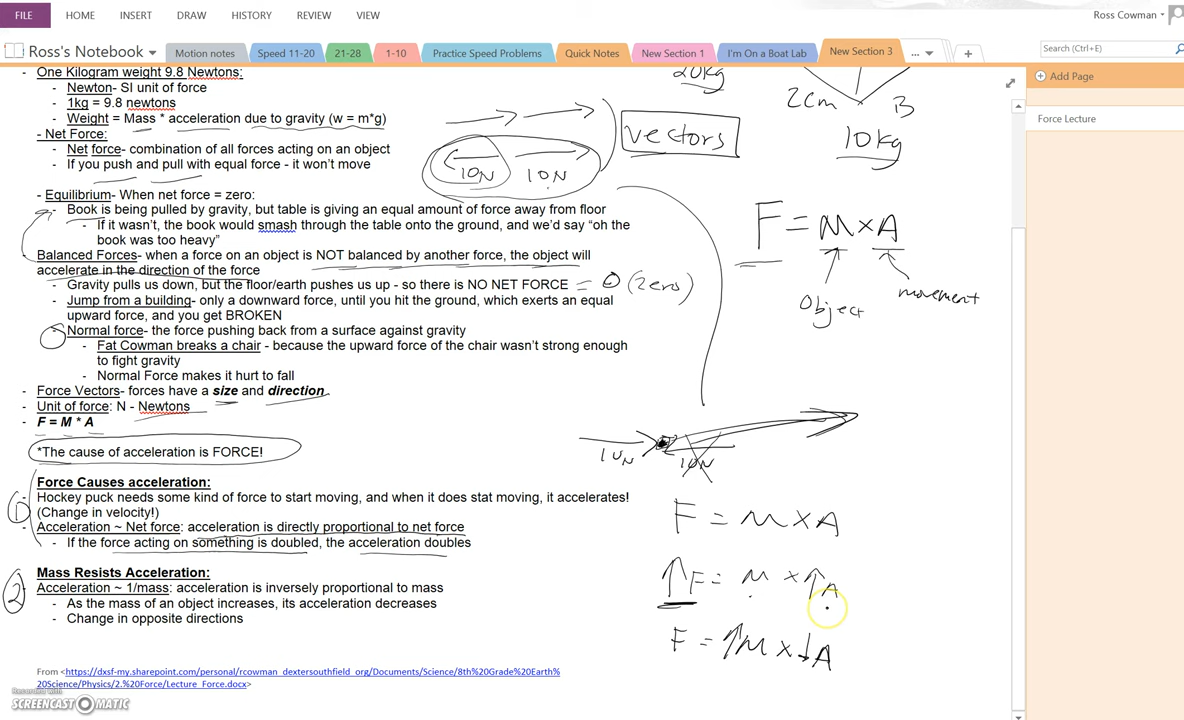 FILE HOME INSERT DRAW HISTORY REVIEW VIEW
Ross Cowman
Ross's Notebook Motion notes Speed 11-20 21-28 1-10 Practice Speed Problems Quick Notes New Section 1 I'm On a Boat Lab New Section 3 ... +
Search (Ctrl+E)
Add Page
Force Lecture
- One Kilogram weight 9.8 Newtons:
- Newton- SI unit of force
- 1kg = 9.8 newtons
- Weight = Mass * acceleration due to gravity (w = m*g)
- Net Force:
- Net force- combination of all forces acting on an object
- If you push and pull with equal force - it won't move
- Equilibrium- When net force = zero:
- Book is being pulled by gravity, but table is giving an equal amount of force away from floor
- If it wasn't, the book would smash through the table onto the ground, and we'd say "oh the
book was too heavy"
Balanced Forces- when a force on an object is NOT balanced by another force, the object will
accelerate in the direction of the force
- Gravity pulls us down, but the floor/earth pushes us up - so there is NO NET FORCE
- Jump from a building- only a downward force, until you hit the ground, which exerts an equal
upward force, and you get BROKEN
- Normal force- the force pushing back from a surface against gravity
- Fat Cowman breaks a chair - because the upward force of the chair wasn't strong enough
to fight gravity
- Normal Force makes it hurt to fall
- Force Vectors- forces have a size and direction
- Unit of force: N - Newtons
- F = M * A
*The cause of acceleration is FORCE!
Force Causes acceleration:
- Hockey puck needs some kind of force to start moving, and when it does stat moving, it accelerates!
(Change in velocity!)
- Acceleration ~ Net force: acceleration is directly proportional to net force
- If the force acting on something is doubled, the acceleration doubles
Mass Resists Acceleration:
- Acceleration ~ 1/mass: acceleration is inversely proportional to mass
- As the mass of an object increases, its acceleration decreases
- Change in opposite directions
From <https://dxsf-my.sharepoint.com/personal/rcowman_dextersouthfield_org/Documents/Science/8th%20Grade%20Earth%
20Science/Physics/2.%20Force/Lecture_Force.docx>
1
2
20kg
2cm B
10kg
vectors
10N 10N
= 0 (zero)
F = M × A
Object movement
10N 10N
F = M × A
↑F = M × ↑A
F = ↑M × ↓A
Recorded with
SCREENCAST MATIC